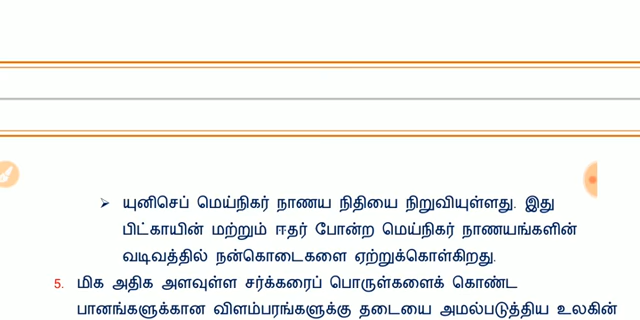 ➢ யுனிசெப் மெய்நிகர் நாணய நிதியை நிறுவியுள்ளது. இது
பிட்காயின் மற்றும் ஈதர் போன்ற மெய்நிகர் நாணயங்களின்
வடிவத்தில் நன்கொடைகளை ஏற்றுக்கொள்கிறது.
5. மிக அதிக அளவுள்ள சர்க்கரைப் பொருள்களைக் கொண்ட
பானங்களுக்கான விளம்பரங்களுக்கு தடையை அமல்படுத்திய உலகின்